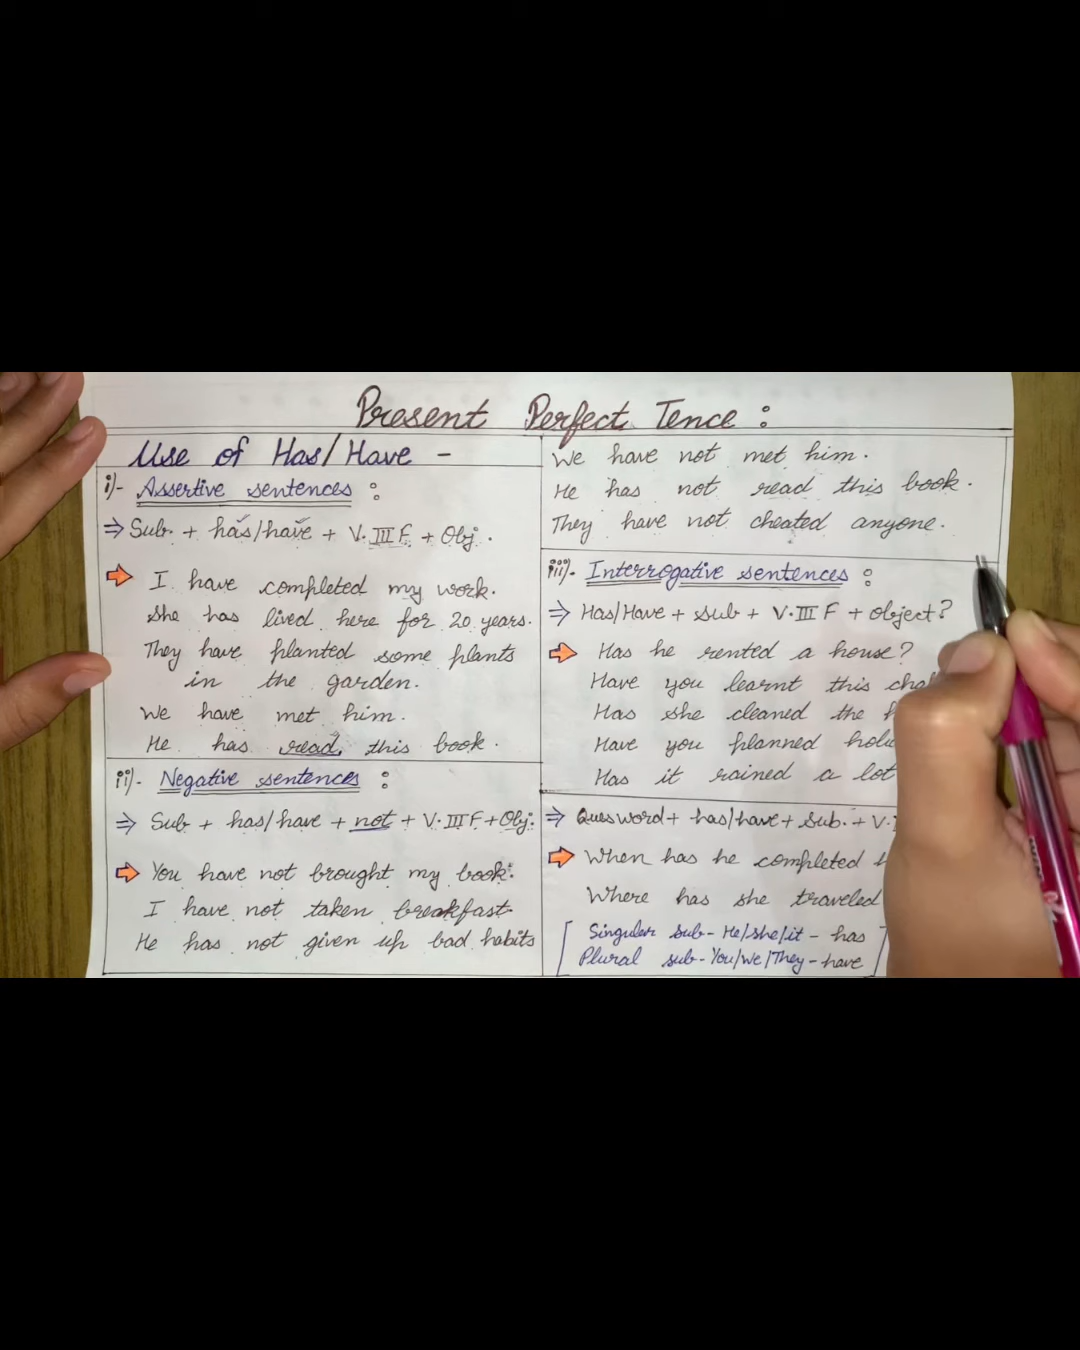 Present Perfect Tence :
Use of Has/Have -
i)- Assertive sentences :
⇒ Sub. + has/have + V.III F. + Obj.
I have completed my work.
She has lived here for 20 years.
They have planted some plants
in the garden.
We have met him.
He has read this book.
ii)- Negative sentences :
⇒ Sub + has/have + not + V.III F + Obj.
You have not brought my book.
I have not taken breakfast.
He has not given up bad habits
We have not met him.
He has not read this book.
They have not cheated anyone.
iii)- Interrogative sentences :
⇒ Has/Have + sub + V.III F + object?
Has he rented a house?
Have you learnt this
Has she cleaned the
Have you planned
Has it rained a lot
⇒ Ques word + has/have + sub. + V.
When has he completed
Where has she traveled
[ Singular sub - He/she/it - has ]
[ Plural sub - You/We/They - have ]